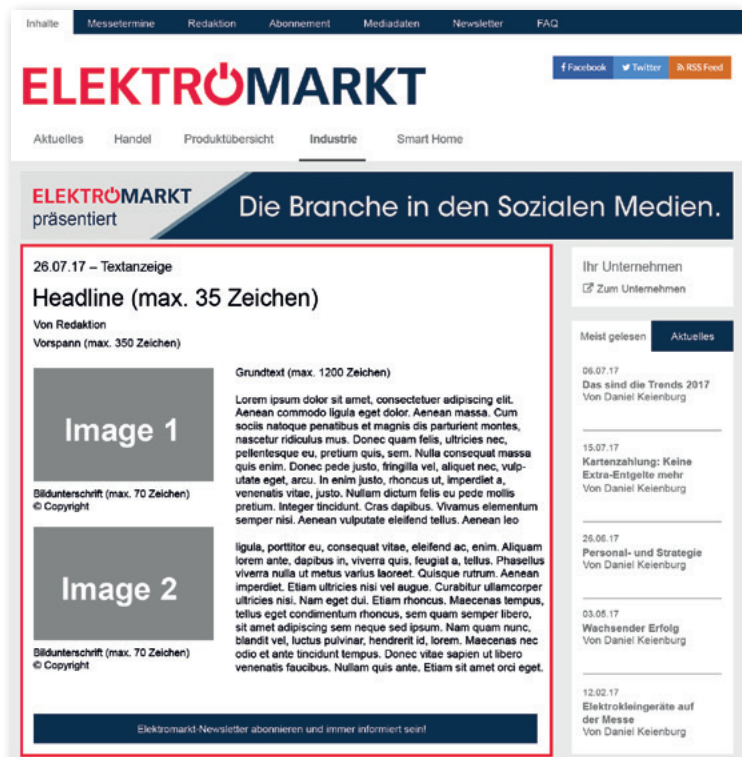 Inhalte Messetermine Redaktion Abonnement Mediadaten Newsletter FAQ
ELEKTROMARKT
Facebook Twitter RSS Feed
Aktuelles Handel Produktübersicht Industrie Smart Home
ELEKTROMARKT
präsentiert
Die Branche in den Sozialen Medien.
26.07.17 – Textanzeige
Headline (max. 35 Zeichen)
Von Redaktion
Vorspann (max. 350 Zeichen)
Image 1
Bildunterschrift (max. 70 Zeichen)
© Copyright
Image 2
Bildunterschrift (max. 70 Zeichen)
© Copyright
Grundtext (max. 1200 Zeichen)
Lorem ipsum dolor sit amet, consectetuer adipiscing elit.
Aenean commodo ligula eget dolor. Aenean massa. Cum
sociis natoque penatibus et magnis dis parturient montes,
nascetur ridiculus mus. Donec quam felis, ultricies nec,
pellentesque eu, pretium quis, sem. Nulla consequat massa
quis enim. Donec pede justo, fringilla vel, aliquet nec, vulp-
utate eget, arcu. In enim justo, rhoncus ut, imperdiet a,
venenatis vitae, justo. Nullam dictum felis eu pede mollis
pretium. Integer tincidunt. Cras dapibus. Vivamus elementum
semper nisi. Aenean vulputate eleifend tellus. Aenean leo
ligula, porttitor eu, consequat vitae, eleifend ac, enim. Aliquam
lorem ante, dapibus in, viverra quis, feugiat a, tellus. Phasellus
viverra nulla ut metus varius laoreet. Quisque rutrum. Aenean
imperdiet. Etiam ultricies nisi vel augue. Curabitur ullamcorper
ultricies nisi. Nam eget dui. Etiam rhoncus. Maecenas tempus,
tellus eget condimentum rhoncus, sem quam semper libero,
sit amet adipiscing sem neque sed ipsum. Nam quam nunc,
blandit vel, luctus pulvinar, hendrerit id, lorem. Maecenas nec
odio et ante tincidunt tempus. Donec vitae sapien ut libero
venenatis faucibus. Nullam quis ante. Etiam sit amet orci eget.
Elektromarkt-Newsletter abonnieren und immer informiert sein!
Ihr Unternehmen
Zum Unternehmen
Meist gelesen Aktuelles
06.07.17
Das sind die Trends 2017
Von Daniel Keienburg
15.07.17
Kartenzahlung: Keine
Extra-Entgelte mehr
Von Daniel Keienburg
26.06.17
Personal- und Strategie
Von Daniel Keienburg
03.05.17
Wachsender Erfolg
Von Daniel Keienburg
12.02.17
Elektrokleingeräte auf
der Messe
Von Daniel Keienburg